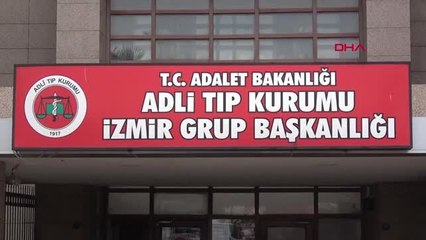 DHA
T.C. ADALET BAKANLIĞI
ADLİ TIP KURUMU
İZMİR GRUP BAŞKANLIĞI
ADLİ TIP KURUMU
1917